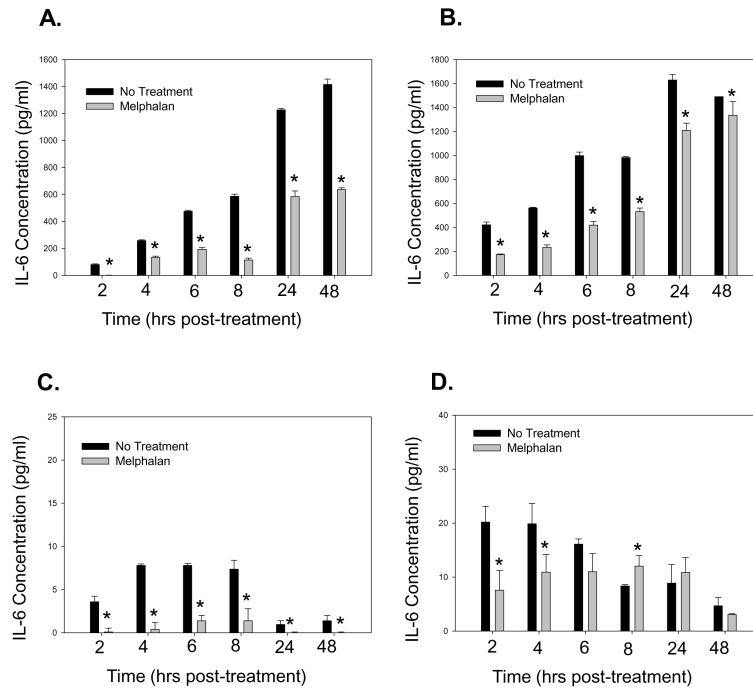 A.
IL-6 Concentration (pg/ml)
1600
1400
1200
1000
800
600
400
200
0
No Treatment
Melphalan
* * * * * *
2 4 6 8 24 48
Time (hrs post-treatment)
B.
IL-6 Concentration (pg/ml)
1800
1600
1400
1200
1000
800
600
400
200
0
No Treatment
Melphalan
* * * * * *
2 4 6 8 24 48
Time (hrs post-treatment)
C.
IL-6 Concentration (pg/ml)
25
20
15
10
5
0
No Treatment
Melphalan
* * * * * *
2 4 6 8 24 48
Time (hrs post-treatment)
D.
IL-6 Concentration (pg/ml)
40
30
20
10
0
No Treatment
Melphalan
* * *
2 4 6 8 24 48
Time (hrs post-treatment)